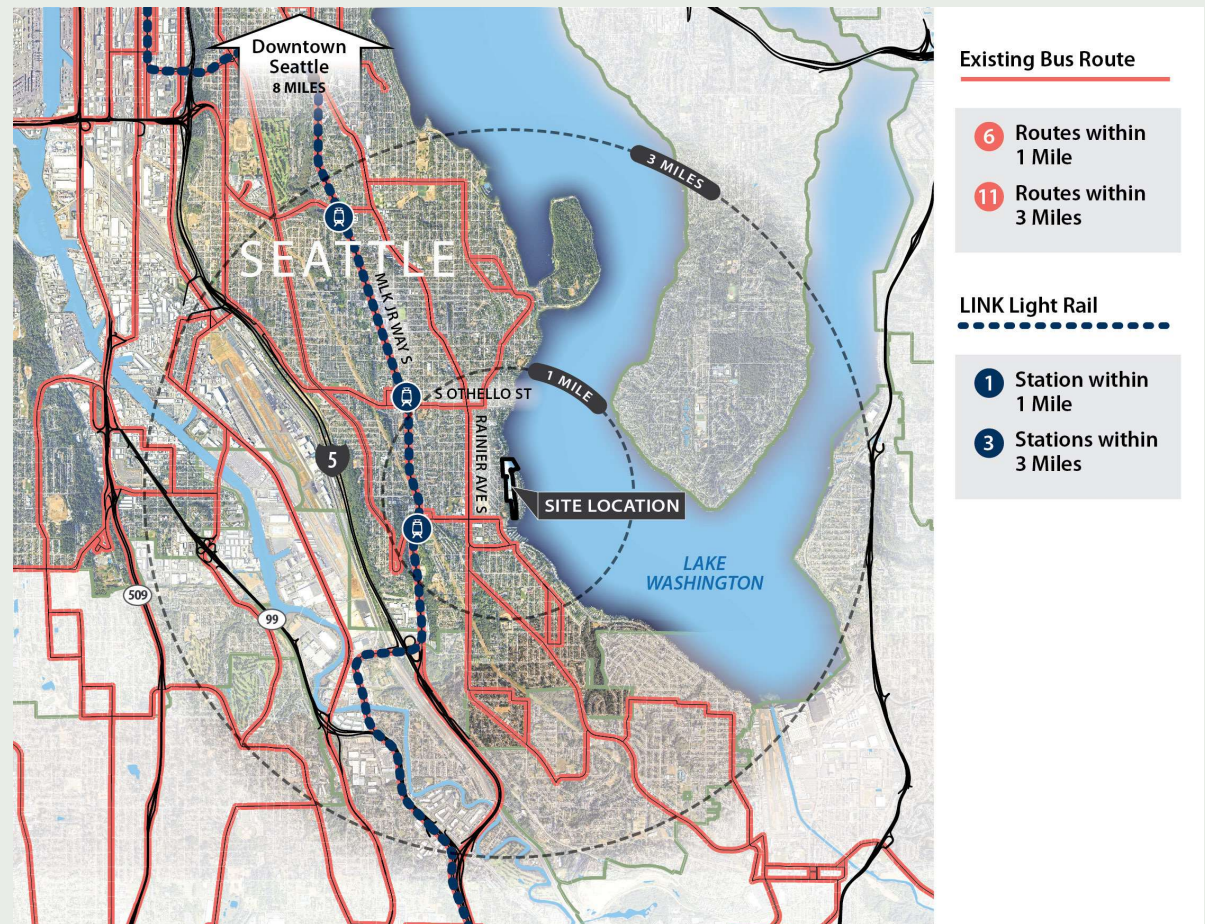 Downtown
Seattle
8 MILES
3 MILES
SEATTLE
MLK JR WAY S
1 MILE
S OTHELLO ST
RAINIER AVE S
5
SITE LOCATION
LAKE
WASHINGTON
509
99
Existing Bus Route
6 Routes within
1 Mile
11 Routes within
3 Miles
LINK Light Rail
1 Station within
1 Mile
3 Stations within
3 Miles